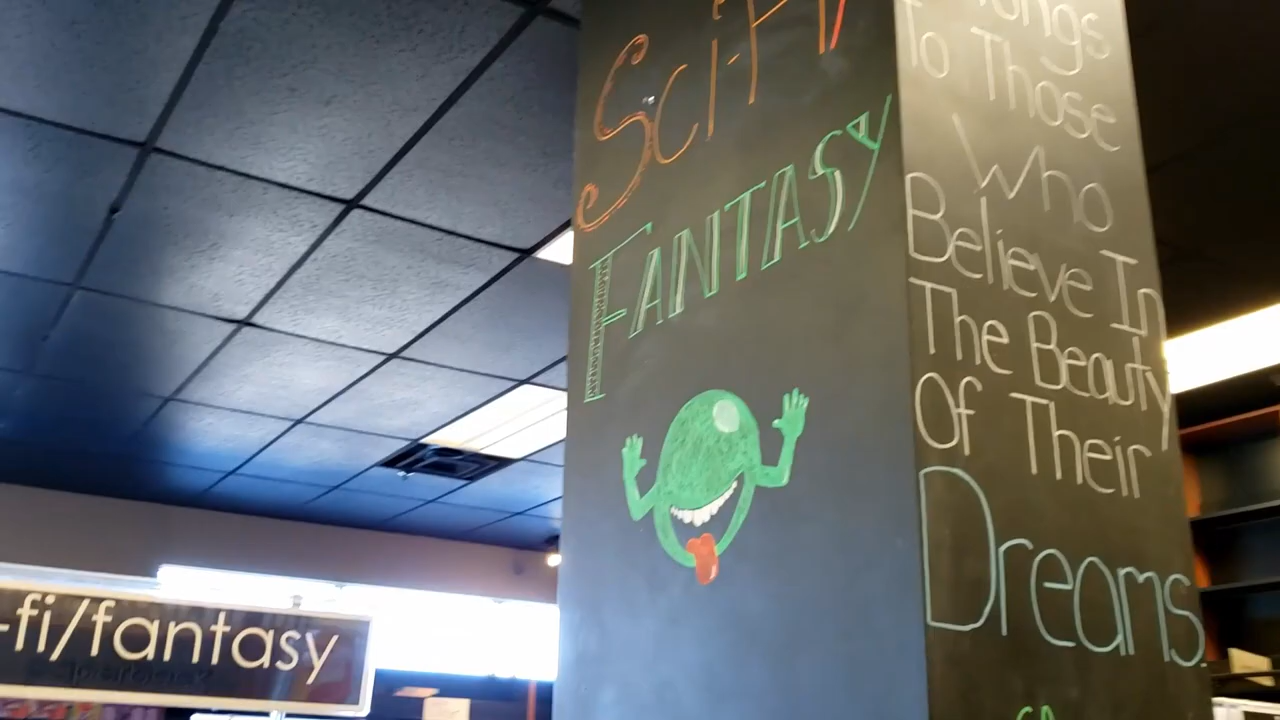 Sci-Fi/
FANTASY
To Those
Who
Believe In
The Beauty
Of Their
Dreams.
-fi/fantasy